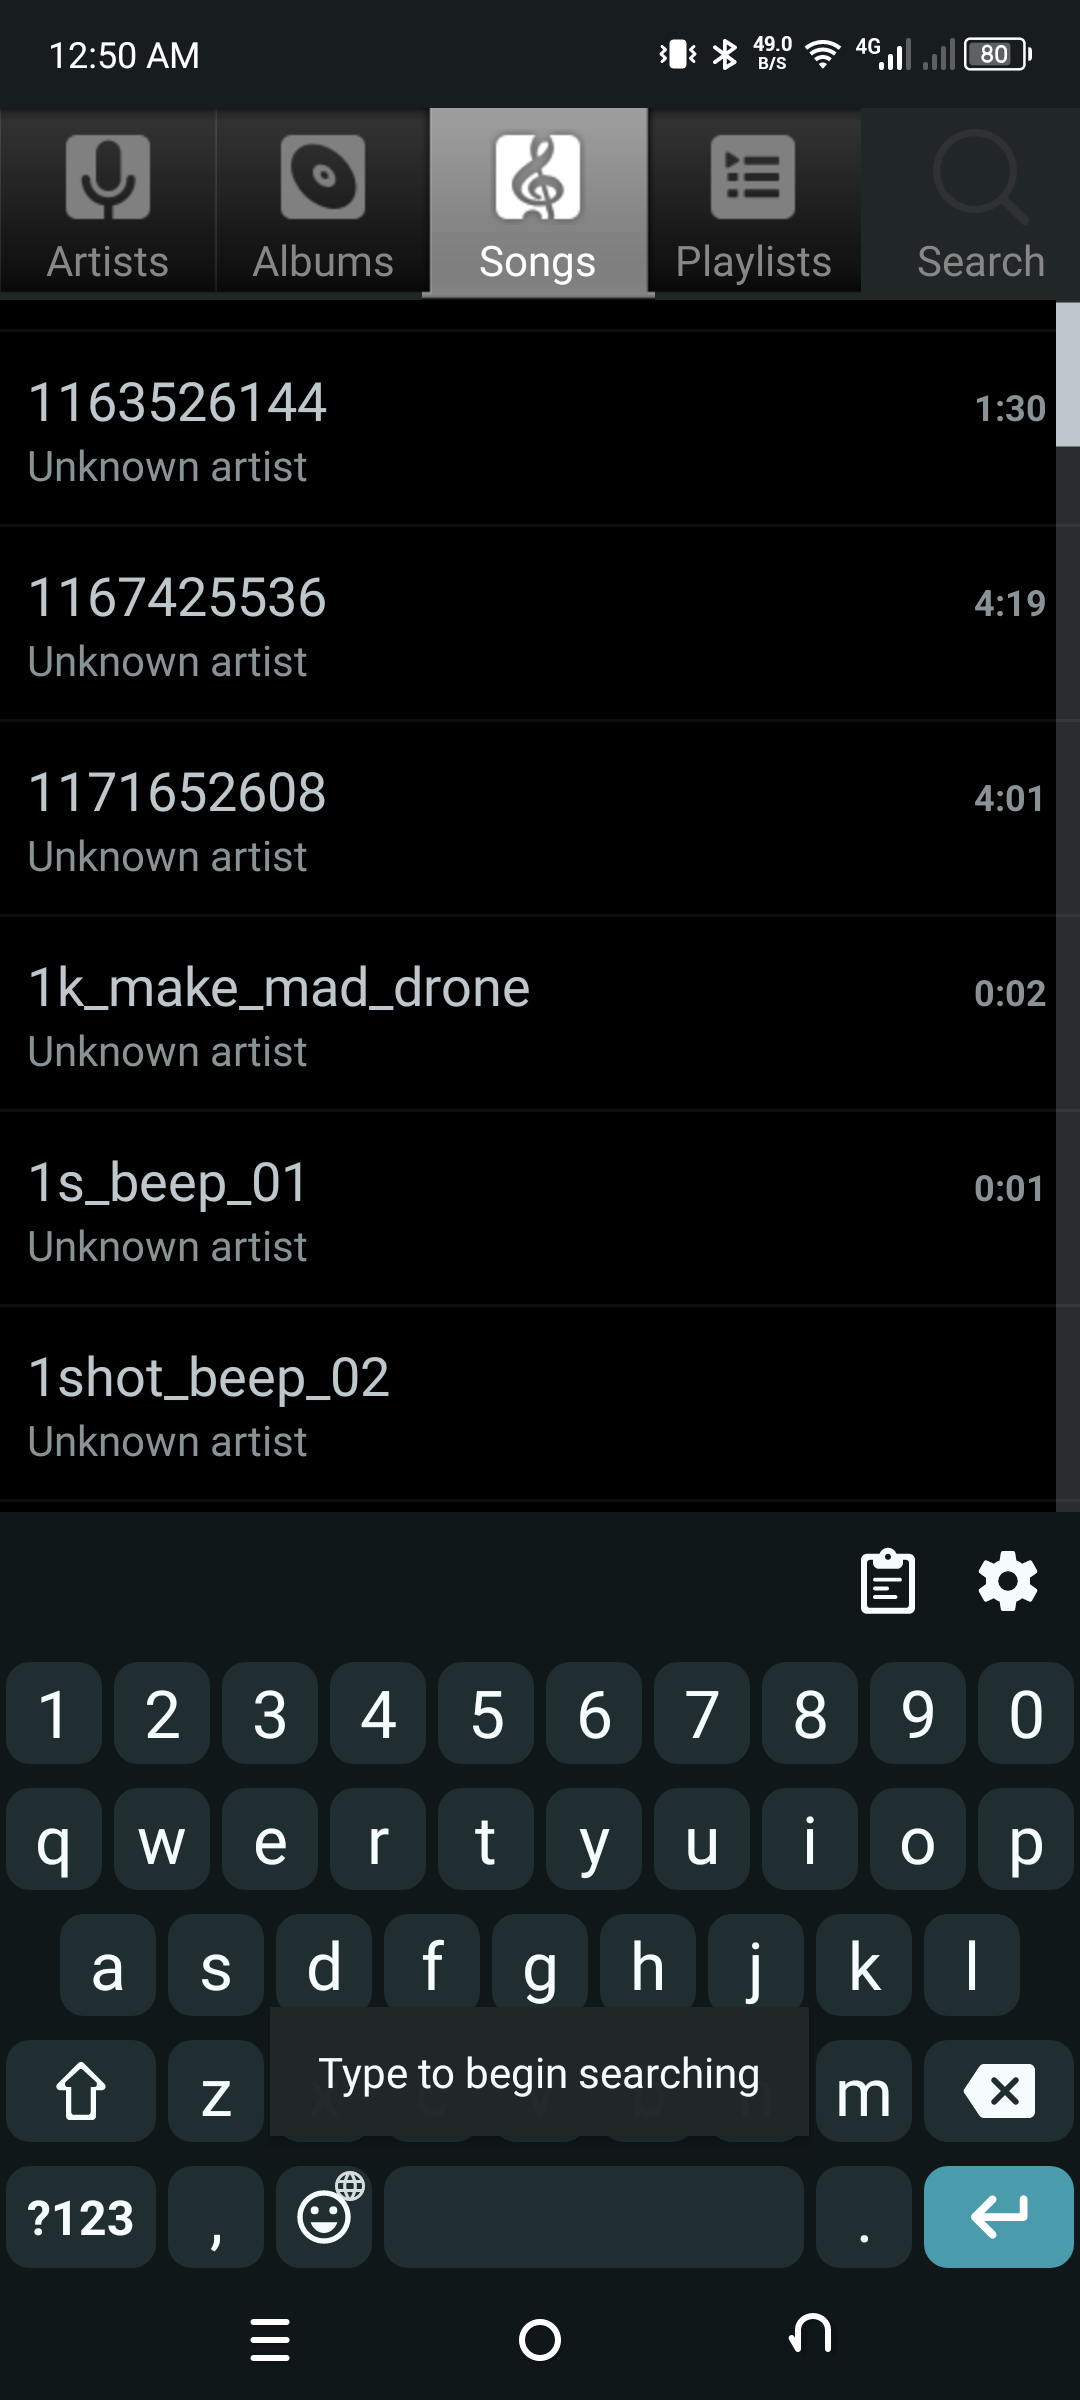 12:50 AM
49.0 B/S 4G 80
Artists Albums Songs Playlists Search
1163526144 1:30
Unknown artist
1167425536 4:19
Unknown artist
1171652608 4:01
Unknown artist
1k_make_mad_drone 0:02
Unknown artist
1s_beep_01 0:01
Unknown artist
1shot_beep_02
Unknown artist
1 2 3 4 5 6 7 8 9 0
q w e r t y u i o p
a s d f g h j k l
Type to begin searching
z m
?123 , .